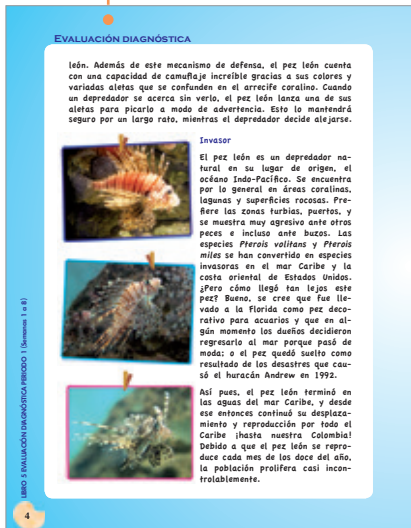 EVALUACIÓN DIAGNÓSTICA
león. Además de este mecanismo de defensa, el pez león cuenta
con una capacidad de camuflaje increíble gracias a sus colores y
variadas aletas que se confunden en el arrecife coralino. Cuando
un depredador se acerca sin verlo, el pez león lanza una de sus
aletas para picarlo a modo de advertencia. Esto lo mantendrá
seguro por un largo rato, mientras el depredador decide alejarse.
Invasor
El pez león es un depredador na-
tural en su lugar de origen, el
océano Indo-Pacífico. Se encuentra
por lo general en áreas coralinas,
lagunas y superficies rocosas. Pre-
fiere las zonas turbias, puertos, y
se muestra muy agresivo ante otros
peces e incluso ante buzos. Las
especies Pterois volitans y Pterois
miles se han convertido en especies
invasoras en el mar Caribe y la
costa oriental de Estados Unidos.
¿Pero cómo llegó tan lejos este
pez? Bueno, se cree que fue lle-
vado a la Florida como pez deco-
rativo para acuarios y que en al-
gún momento los dueños decidieron
regresarlo al mar porque pasó de
moda; o el pez quedó suelto como
resultado de los desastres que cau-
só el huracán Andrew en 1992.
Así pues, el pez león terminó en
las aguas del mar Caribe, y desde
ese entonces continuó su desplaza-
miento y reproducción por todo el
Caribe ¡hasta nuestra Colombia!
Debido a que el pez león se repro-
duce cada mes de los doce del año,
la población prolifera casi incon-
trolablemente.
LIBRO 5 EVALUACIÓN DIAGNÓSTICA PERIODO 1 (Semanas 1 a 8)
4